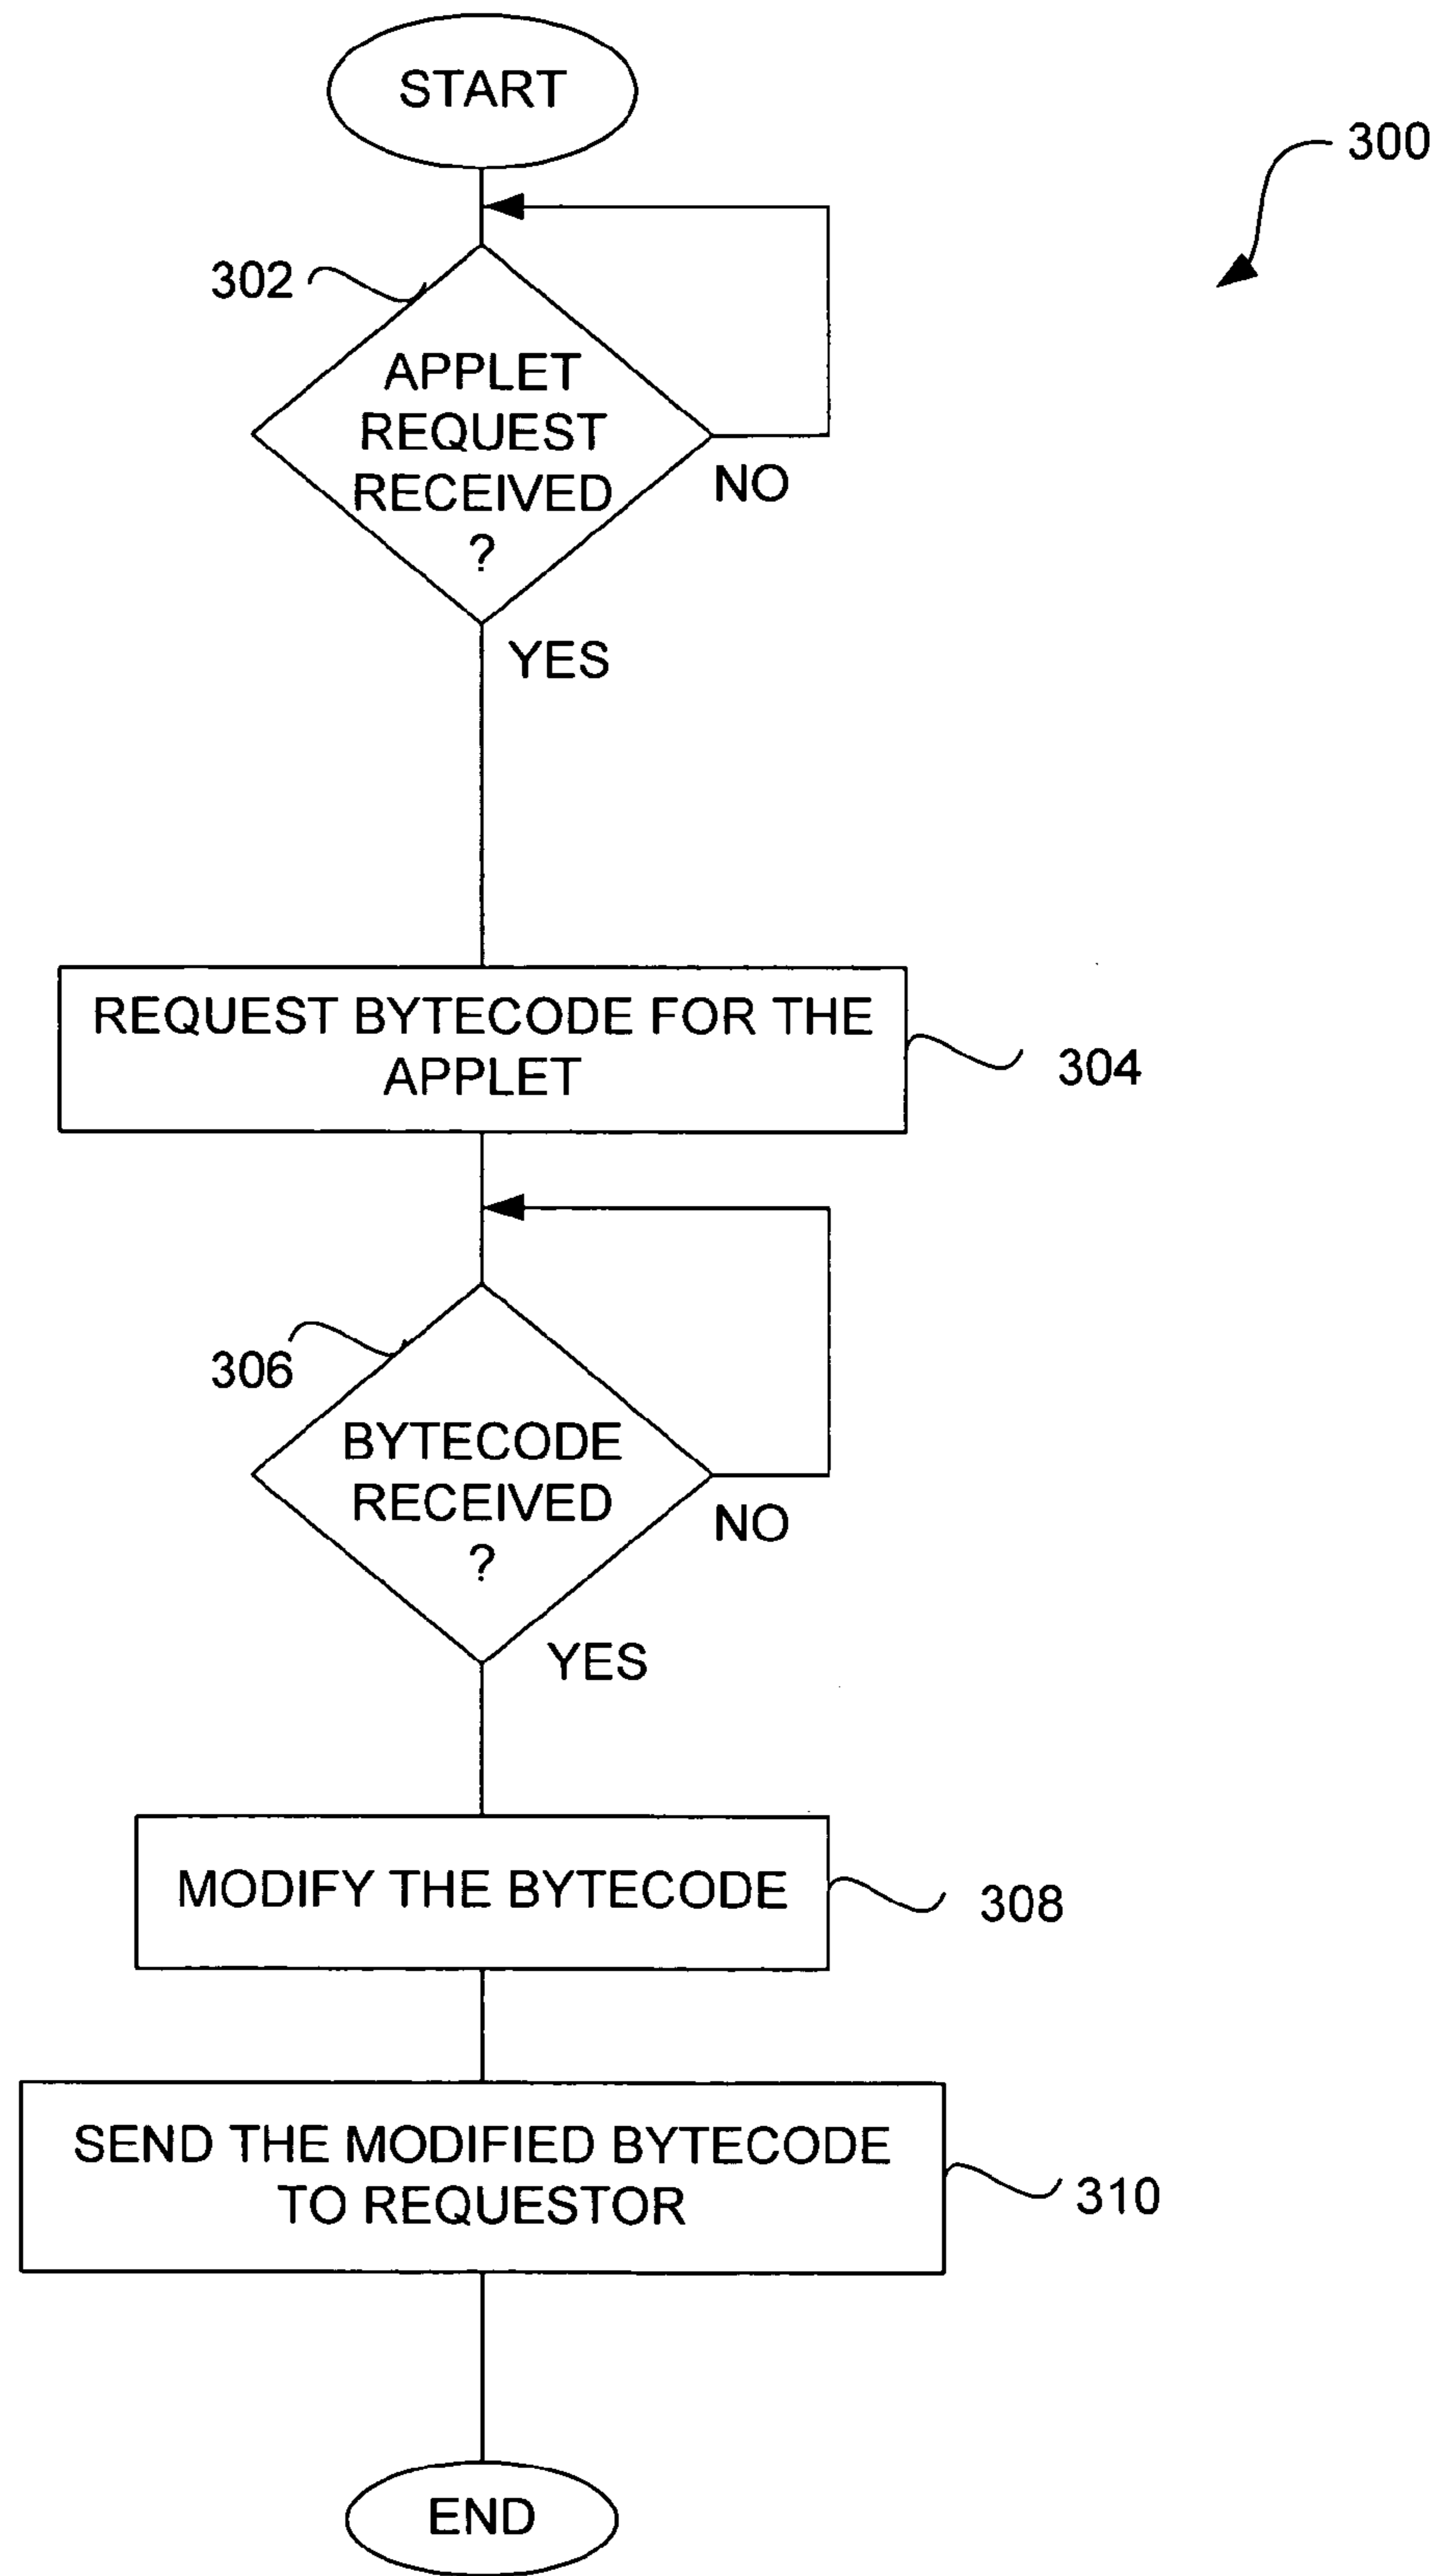 START
300
302
APPLET
REQUEST
RECEIVED
?
NO
YES
REQUEST BYTECODE FOR THE
APPLET
304
306
BYTECODE
RECEIVED
?
NO
YES
MODIFY THE BYTECODE
308
SEND THE MODIFIED BYTECODE
TO REQUESTOR
310
END